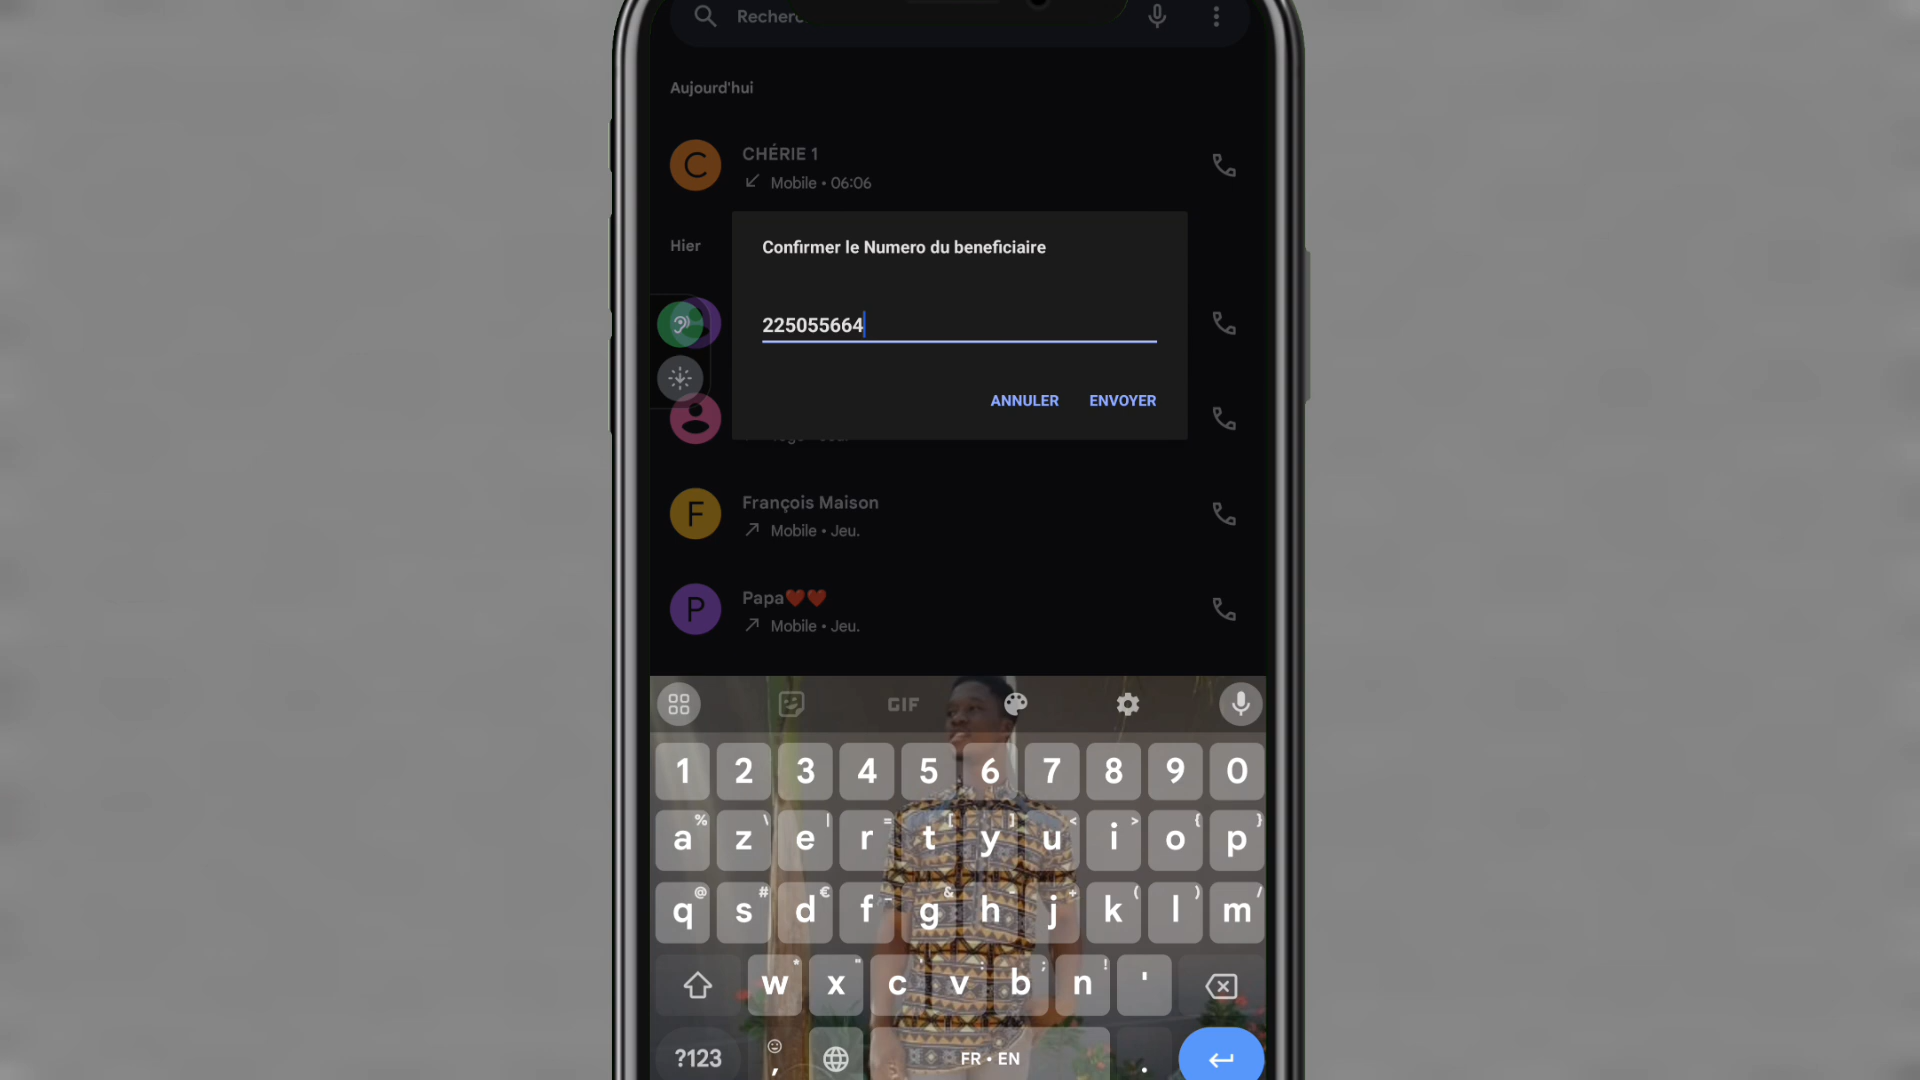 Recherc
Aujourd'hui
C
CHÉRIE 1
Mobile • 06:06
Hier
Confirmer le Numero du beneficiaire
225055664
ANNULER ENVOYER
F
François Maison
Mobile • Jeu.
P
Papa❤️❤️
Mobile • Jeu.
GIF
1 2 3 4 5 6 7 8 9 0
% \ | = [ ] < > { }
a z e r t y u i o p
@ # € _ & - + ( ) /
q s d f g h j k l m
* " ' : ; !
w x c v b n '
?123 , FR • EN .